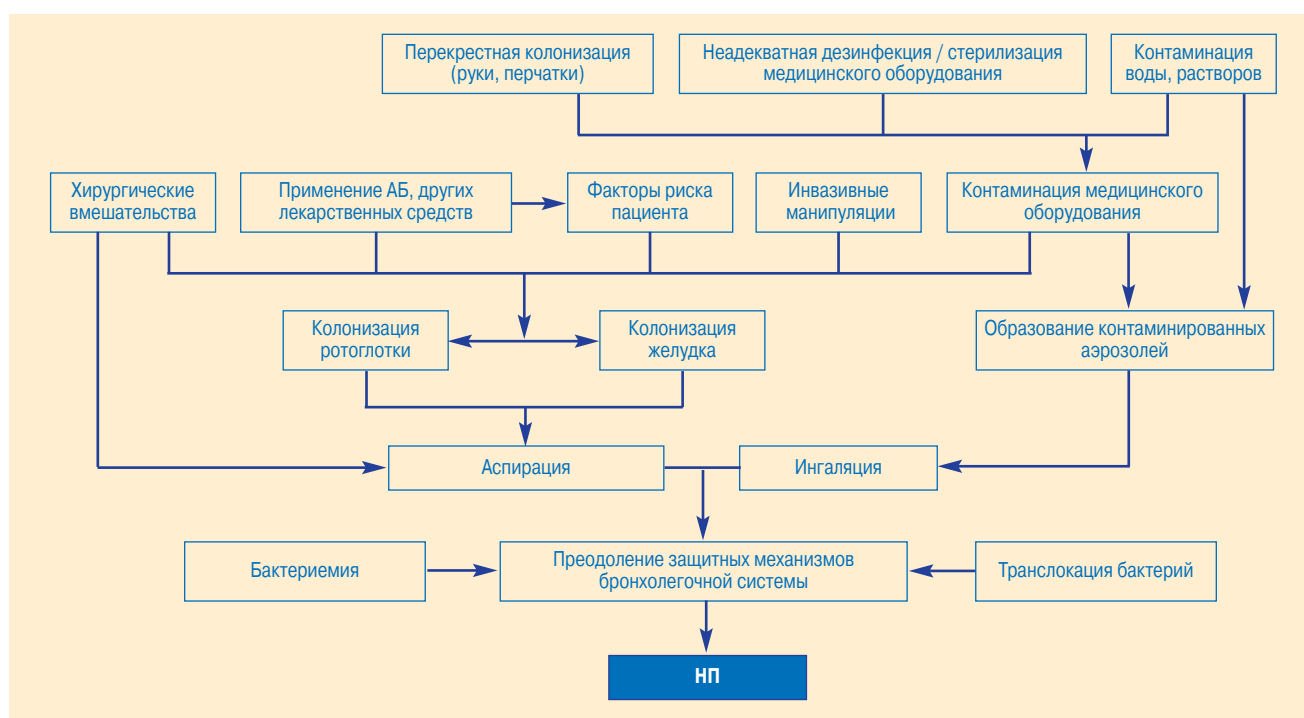 Перекрестная колонизация
(руки, перчатки)
Неадекватная дезинфекция / стерилизация
медицинского оборудования
Контаминация
воды, растворов
Хирургические
вмешательства
Применение АБ, других
лекарственных средств
Факторы риска
пациента
Инвазивные
манипуляции
Контаминация медицинского
оборудования
Колонизация
ротоглотки
Колонизация
желудка
Образование контаминированных
аэрозолей
Аспирация
Ингаляция
Бактериемия
Преодоление защитных механизмов
бронхолегочной системы
Транслокация бактерий
НП